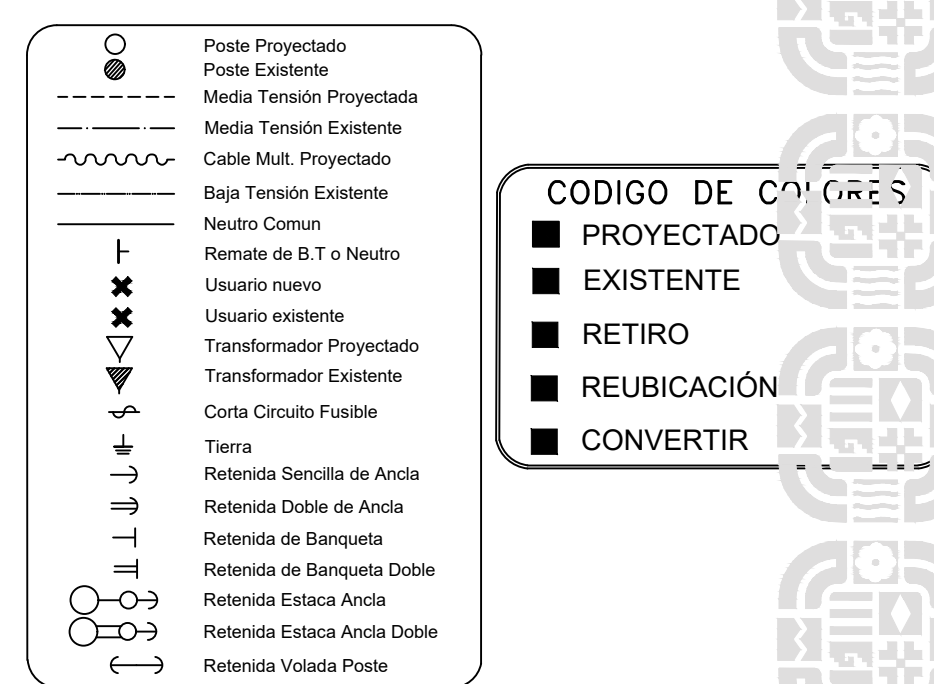 Poste Proyectado
Poste Existente
Media Tensión Proyectada
Media Tensión Existente
Cable Mult. Proyectado
Baja Tensión Existente
Neutro Comun
Remate de B.T o Neutro
Usuario nuevo
Usuario existente
Transformador Proyectado
Transformador Existente
Corta Circuito Fusible
Tierra
Retenida Sencilla de Ancla
Retenida Doble de Ancla
Retenida de Banqueta
Retenida de Banqueta Doble
Retenida Estaca Ancla
Retenida Estaca Ancla Doble
Retenida Volada Poste
CODIGO DE COLORES
PROYECTADO
EXISTENTE
RETIRO
REUBICACIÓN
CONVERTIR